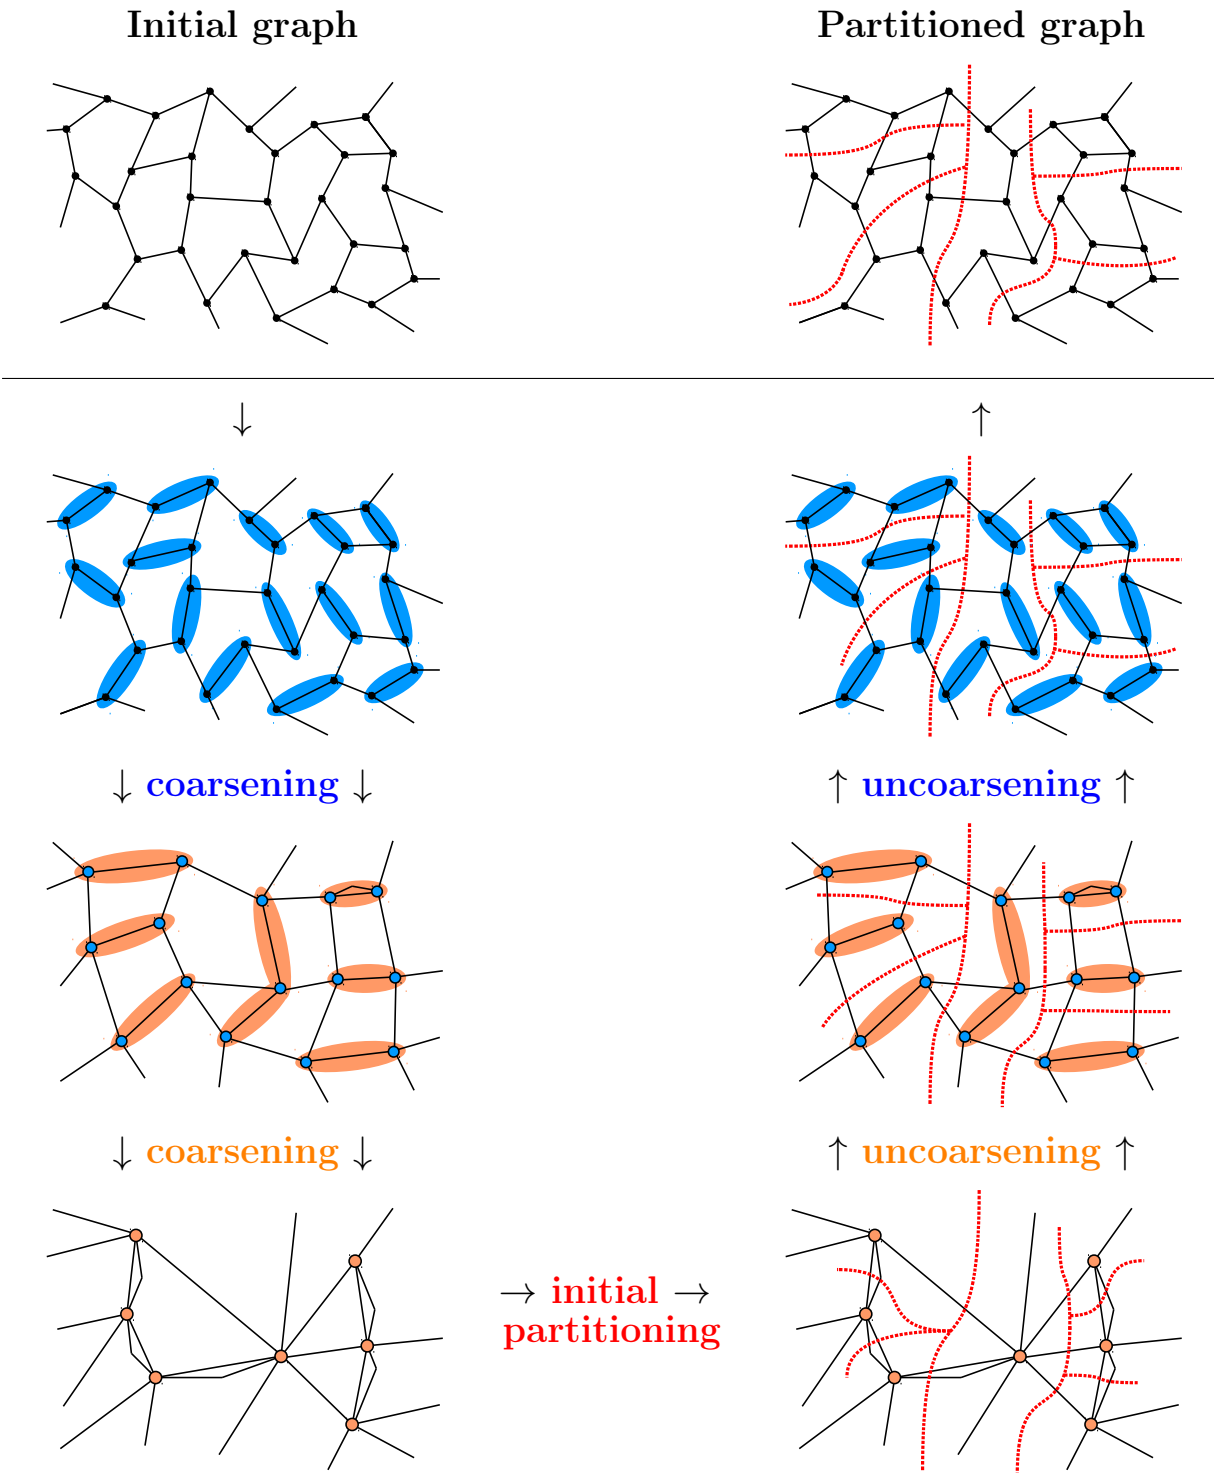 Initial graph
Partitioned graph
↓
↑
↓ coarsening ↓
↑ uncoarsening ↑
↓ coarsening ↓
↑ uncoarsening ↑
→ initial →
partitioning